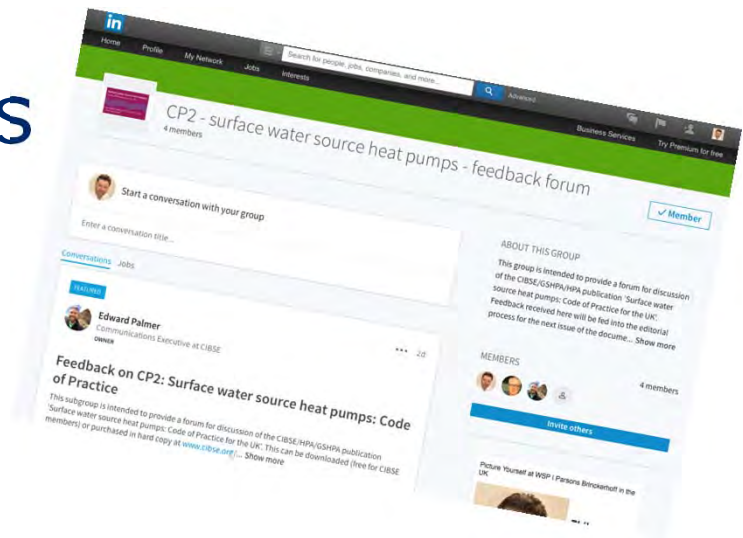 s
in
Home Profile My Network Jobs Interests
Search for people, jobs, companies, and more...
Advanced
Business Services Try Premium for free
CP2 - surface water source heat pumps - feedback forum
4 members
✓ Member
Start a conversation with your group
Enter a conversation title...
Conversations Jobs
FEATURED
Edward Palmer
Communications Executive at CIBSE
OWNER
••• 2d
Feedback on CP2: Surface water source heat pumps: Code
of Practice
This subgroup is intended to provide a forum for discussion of the CIBSE/HPA/GSHPA publication
'Surface water source heat pumps: Code of Practice for the UK'. This can be downloaded (free for CIBSE
members) or purchased in hard copy at www.cibse.org/... Show more
ABOUT THIS GROUP
This group is intended to provide a forum for discussion
of the CIBSE/GSHPA/HPA publication 'Surface water
source heat pumps: Code of Practice for the UK'.
Feedback received here will be fed into the editorial
process for the next issue of the docume... Show more
MEMBERS
4 members
Invite others
Picture Yourself at WSP | Parsons Brinckerhoff in the
UK